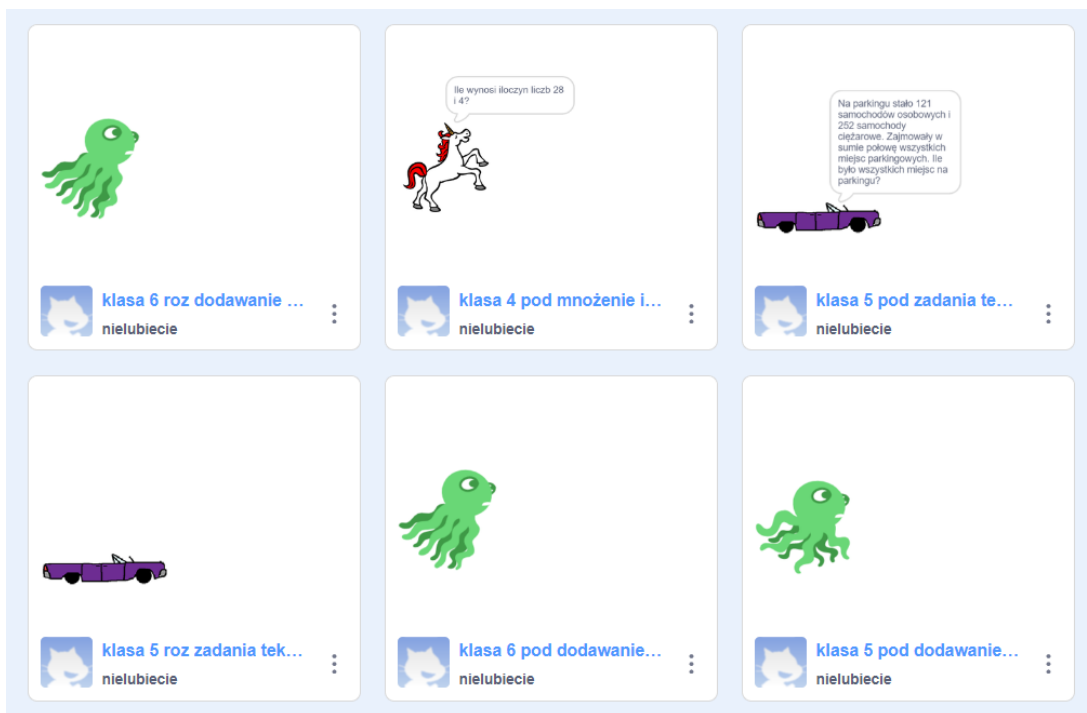 Ile wynosi iloczyn liczb 28
i 4?
Na parkingu stało 121
samochodów osobowych i
252 samochody
ciężarowe. Zajmowały w
sumie połowę wszystkich
miejsc parkingowych. Ile
było wszystkich miejsc na
parkingu?
klasa 6 roz dodawanie ...
nielubiecie
klasa 4 pod mnożenie i...
nielubiecie
klasa 5 pod zadania te...
nielubiecie
klasa 5 roz zadania tek...
nielubiecie
klasa 6 pod dodawanie...
nielubiecie
klasa 5 pod dodawanie...
nielubiecie